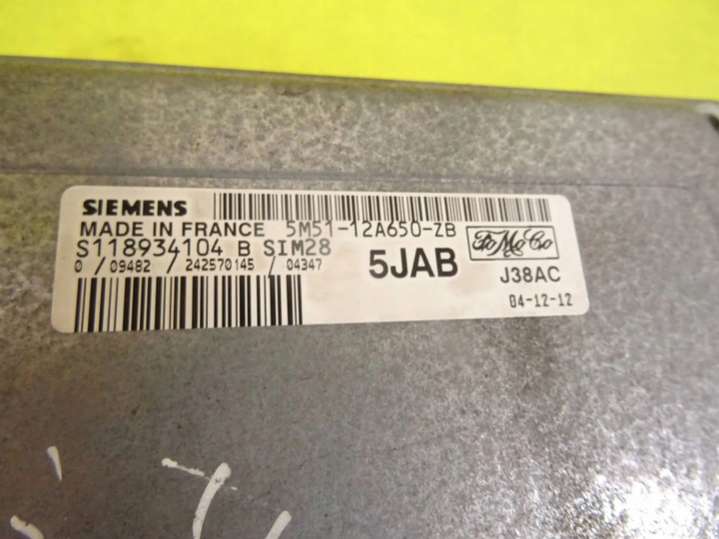 SIEMENS
MADE IN FRANCE 5M51-12A650-ZB
S118934104 B SIM28
0 / 09482 / 242570145 / 04347
5JAB
FoMoCo
J38AC
04-12-12